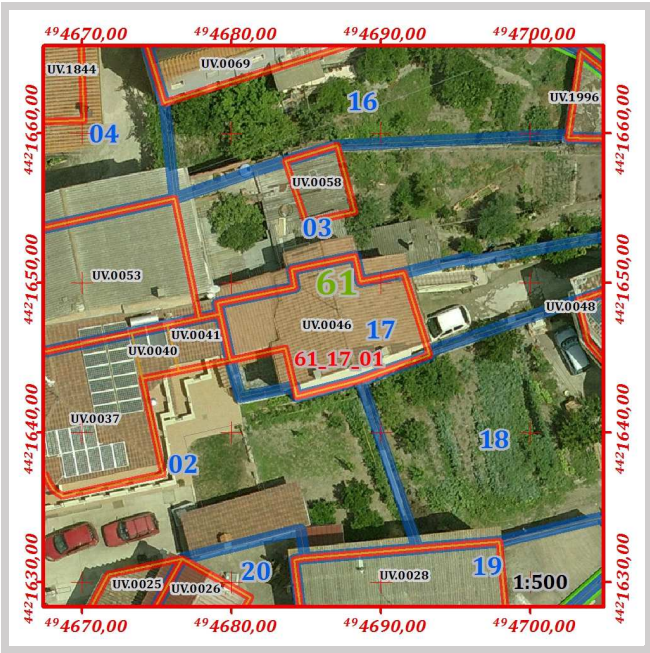 ⁴⁹4670,00 ⁴⁹4680,00 ⁴⁹4690,00 ⁴⁹4700,00
UV.0069
UV.1844
UV.1996
16
⁴⁴²1660,00 ⁴⁴²1660,00
04
UV.0058
03
⁴⁴²1650,00 ⁴⁴²1650,00
UV.0053
61
UV.0048
UV.0046 17
UV.0041
UV.0040
61_17_01
UV.0037
⁴⁴²1640,00 ⁴⁴²1640,00
18
02
⁴⁴²1630,00 ⁴⁴²1630,00
20 19
UV.0025 UV.0026 UV.0028 1:500
⁴⁹4670,00 ⁴⁹4680,00 ⁴⁹4690,00 ⁴⁹4700,00